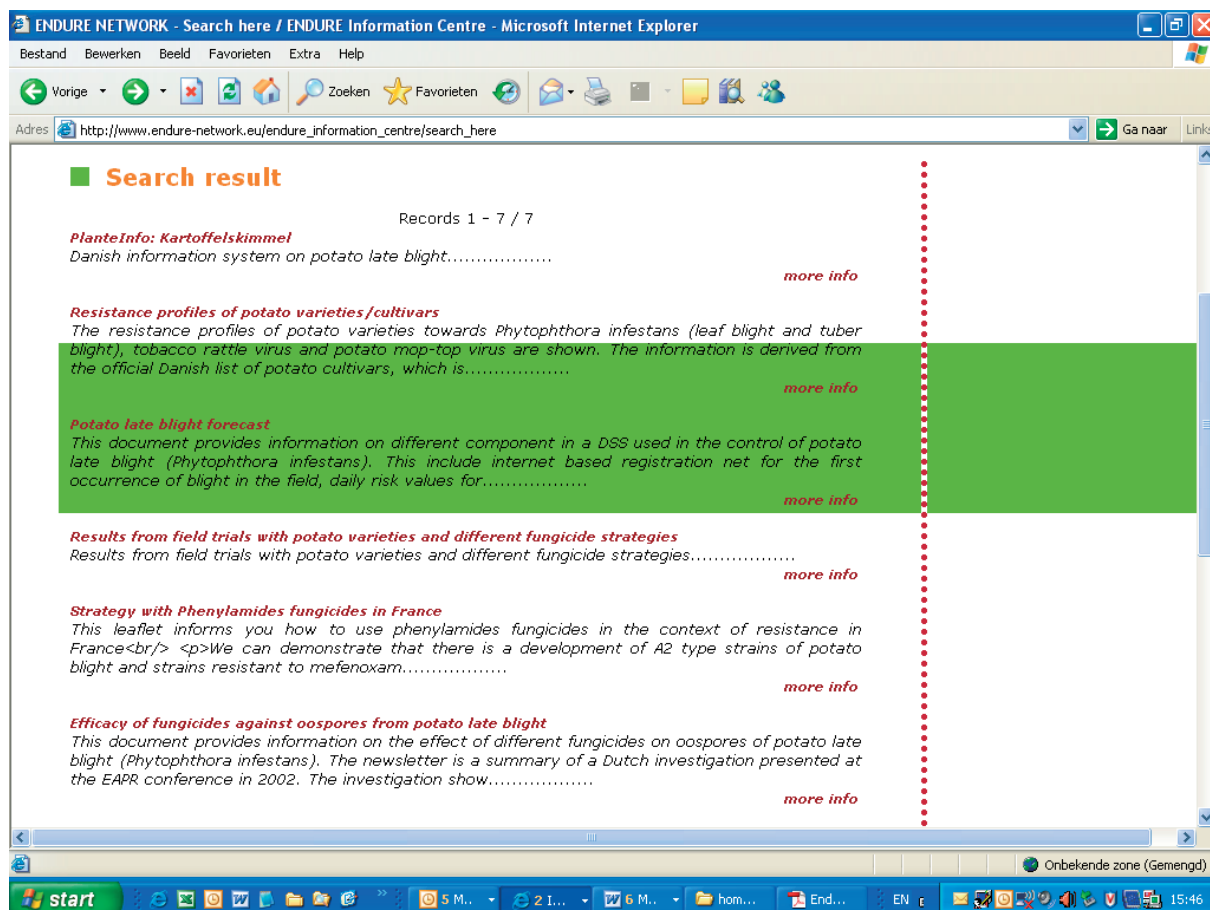 ENDURE NETWORK - Search here / ENDURE Information Centre - Microsoft Internet Explorer
Bestand Bewerken Beeld Favorieten Extra Help
Vorige Zoeken Favorieten
Adres http://www.endure-network.eu/endure_information_centre/search_here Ga naar Links
Search result
Records 1 - 7 / 7
PlanteInfo: Kartoffelskimmel
Danish information system on potato late blight..................
more info
Resistance profiles of potato varieties/cultivars
The resistance profiles of potato varieties towards Phytophthora infestans (leaf blight and tuber
blight), tobacco rattle virus and potato mop-top virus are shown. The information is derived from
the official Danish list of potato cultivars, which is..................
more info
Potato late blight forecast
This document provides information on different component in a DSS used in the control of potato
late blight (Phytophthora infestans). This include internet based registration net for the first
occurrence of blight in the field, daily risk values for..................
more info
Results from field trials with potato varieties and different fungicide strategies
Results from field trials with potato varieties and different fungicide strategies..................
more info
Strategy with Phenylamides fungicides in France
This leaflet informs you how to use phenylamides fungicides in the context of resistance in
France<br/> <p>We can demonstrate that there is a development of A2 type strains of potato
blight and strains resistant to mefenoxam..................
more info
Efficacy of fungicides against oospores from potato late blight
This document provides information on the effect of different fungicides on oospores of potato late
blight (Phytophthora infestans). The newsletter is a summary of a Dutch investigation presented at
the EAPR conference in 2002. The investigation show..................
more info
Onbekende zone (Gemengd)
start 5 M.. 2 I... 6 M.. hom... End... EN 15:46